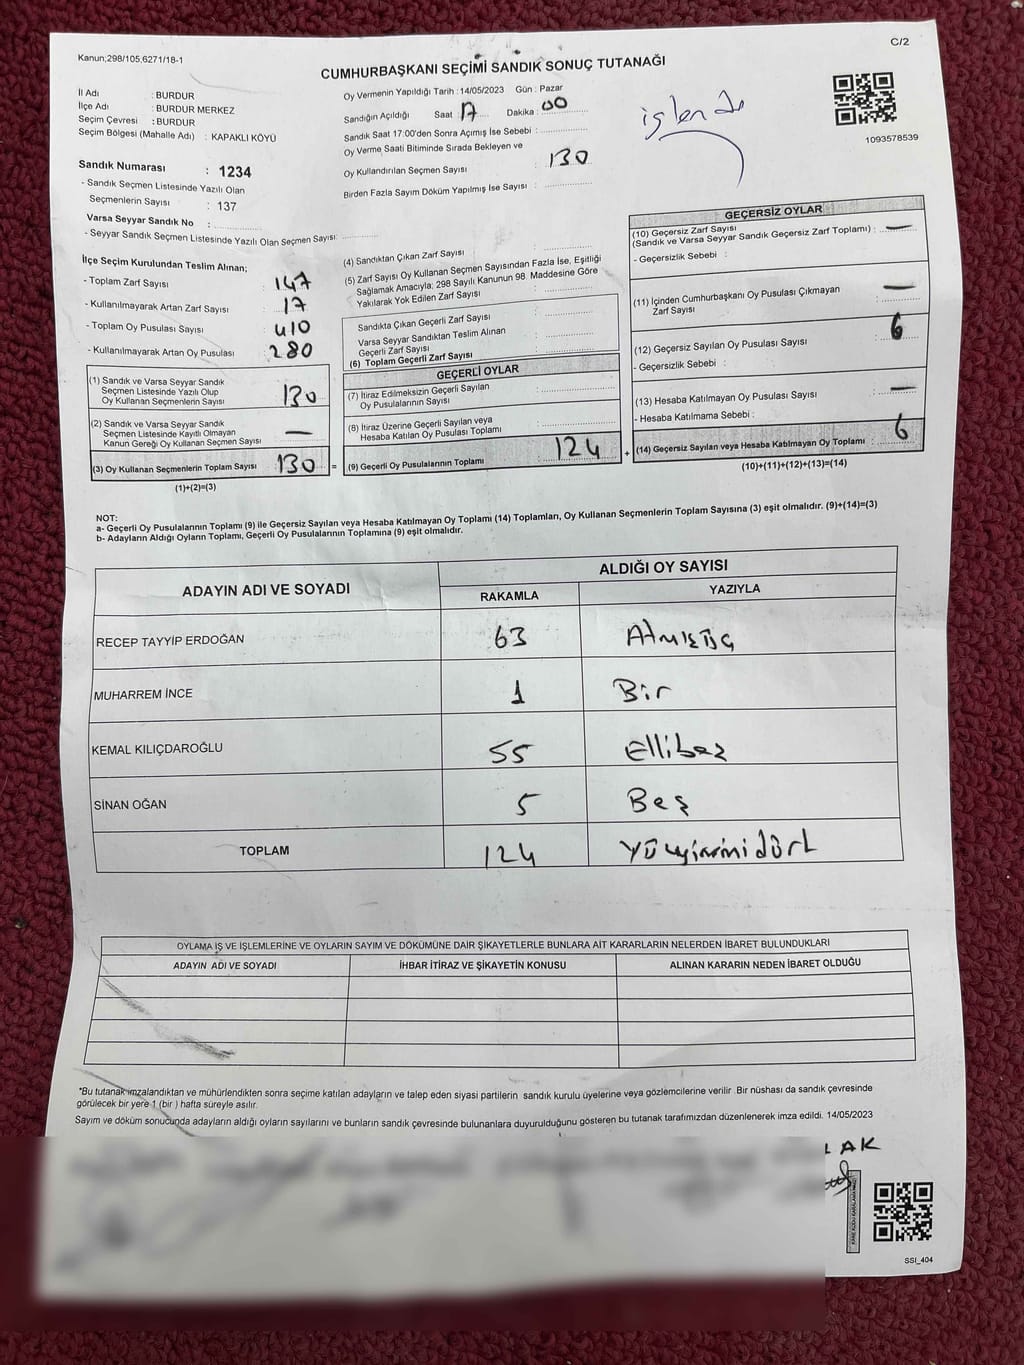 Kanun;298/105,6271/18-1
C/2
CUMHURBAŞKANI SEÇİMİ SANDIK SONUÇ TUTANAĞI
İl Adı : BURDUR
İlçe Adı : BURDUR MERKEZ
Seçim Çevresi : BURDUR
Seçim Bölgesi (Mahalle Adı) : KAPAKLI KÖYÜ
Oy Vermenin Yapıldığı Tarih : 14/05/2023 Gün : Pazar
Sandığın Açıldığı Saat 17 Dakika 00
Sandık Saat 17:00'den Sonra Açımış İse Sebebi :
Oy Verme Saati Bitiminde Sırada Bekleyen ve
Oy Kullandırılan Seçmen Sayısı : 130
Birden Fazla Sayım Döküm Yapılmış İse Sayısı :
işlendi
1093578539
Sandık Numarası : 1234
- Sandık Seçmen Listesinde Yazılı Olan
Seçmenlerin Sayısı : 137
Varsa Seyyar Sandık No :
- Seyyar Sandık Seçmen Listesinde Yazılı Olan Seçmen Sayısı:
İlçe Seçim Kurulundan Teslim Alınan;
- Toplam Zarf Sayısı : 147
- Kullanılmayarak Artan Zarf Sayısı : 17
- Toplam Oy Pusulası Sayısı : 410
- Kullanılmayarak Artan Oy Pusulası : 280
(1) Sandık ve Varsa Seyyar Sandık
Seçmen Listesinde Yazılı Olup
Oy Kullanan Seçmenlerin Sayısı : 130
(2) Sandık ve Varsa Seyyar Sandık
Seçmen Listesinde Kayıtlı Olmayan
Kanun Gereği Oy Kullanan Seçmen Sayısı : —
(3) Oy Kullanan Seçmenlerin Toplam Sayısı 130 =
(1)+(2)=(3)
(4) Sandıktan Çıkan Zarf Sayısı :
(5) Zarf Sayısı Oy Kullanan Seçmen Sayısından Fazla İse, Eşitliği
Sağlamak Amacıyla; 298 Sayılı Kanunun 98. Maddesine Göre
Yakılarak Yok Edilen Zarf Sayısı :
Sandıkta Çıkan Geçerli Zarf Sayısı :
Varsa Seyyar Sandıktan Teslim Alınan
Geçerli Zarf Sayısı :
(6) Toplam Geçerli Zarf Sayısı :
GEÇERLİ OYLAR
(7) İtiraz Edilmeksizin Geçerli Sayılan
Oy Pusulalarının Sayısı :
(8) İtiraz Üzerine Geçerli Sayılan veya
Hesaba Katılan Oy Pusulası Toplamı :
(9) Geçerli Oy Pusulalarının Toplamı : 124 +
GEÇERSİZ OYLAR
(10) Geçersiz Zarf Sayısı
(Sandık ve Varsa Seyyar Sandık Geçersiz Zarf Toplamı) : —
- Geçersizlik Sebebi :
(11) İçinden Cumhurbaşkanı Oy Pusulası Çıkmayan
Zarf Sayısı : —
(12) Geçersiz Sayılan Oy Pusulası Sayısı : 6
- Geçersizlik Sebebi :
(13) Hesaba Katılmayan Oy Pusulası Sayısı : —
- Hesaba Katılmama Sebebi :
(14) Geçersiz Sayılan veya Hesaba Katılmayan Oy Toplamı : 6
(10)+(11)+(12)+(13)=(14)
NOT:
a- Geçerli Oy Pusulalarının Toplamı (9) ile Geçersiz Sayılan veya Hesaba Katılmayan Oy Toplamı (14) Toplamları, Oy Kullanan Seçmenlerin Toplam Sayısına (3) eşit olmalıdır. (9)+(14)=(3)
b- Adayların Aldığı Oyların Toplamı, Geçerli Oy Pusulalarının Toplamına (9) eşit olmalıdır.
ADAYIN ADI VE SOYADI ALDIĞI OY SAYISI
RAKAMLA YAZIYLA
RECEP TAYYİP ERDOĞAN 63 Atmışüç
MUHARREM İNCE 1 Bir
KEMAL KILIÇDAROĞLU 55 Ellibeş
SİNAN OĞAN 5 Beş
TOPLAM 124 Yüzyirmidört
OYLAMA İŞ VE İŞLEMLERİNE VE OYLARIN SAYIM VE DÖKÜMÜNE DAİR ŞİKAYETLERLE BUNLARA AİT KARARLARIN NELERDEN İBARET BULUNDUKLARI
ADAYIN ADI VE SOYADI İHBAR İTİRAZ VE ŞİKAYETİN KONUSU ALINAN KARARIN NEDEN İBARET OLDUĞU
*Bu tutanak imzalandıktan ve mühürlendikten sonra seçime katılan adayların ve talep eden siyasi partilerin sandık kurulu üyelerine veya gözlemcilerine verilir. Bir nüshası da sandık çevresinde
görülecek bir yere 1 (bir ) hafta süreyle asılır.
Sayım ve döküm sonucunda adayların aldığı oyların sayılarını ve bunların sandık çevresinde bulunanlara duyurulduğunu gösteren bu tutanak tarafımızdan düzenlenerek imza edildi. 14/05/2023
LAK
SSI_404